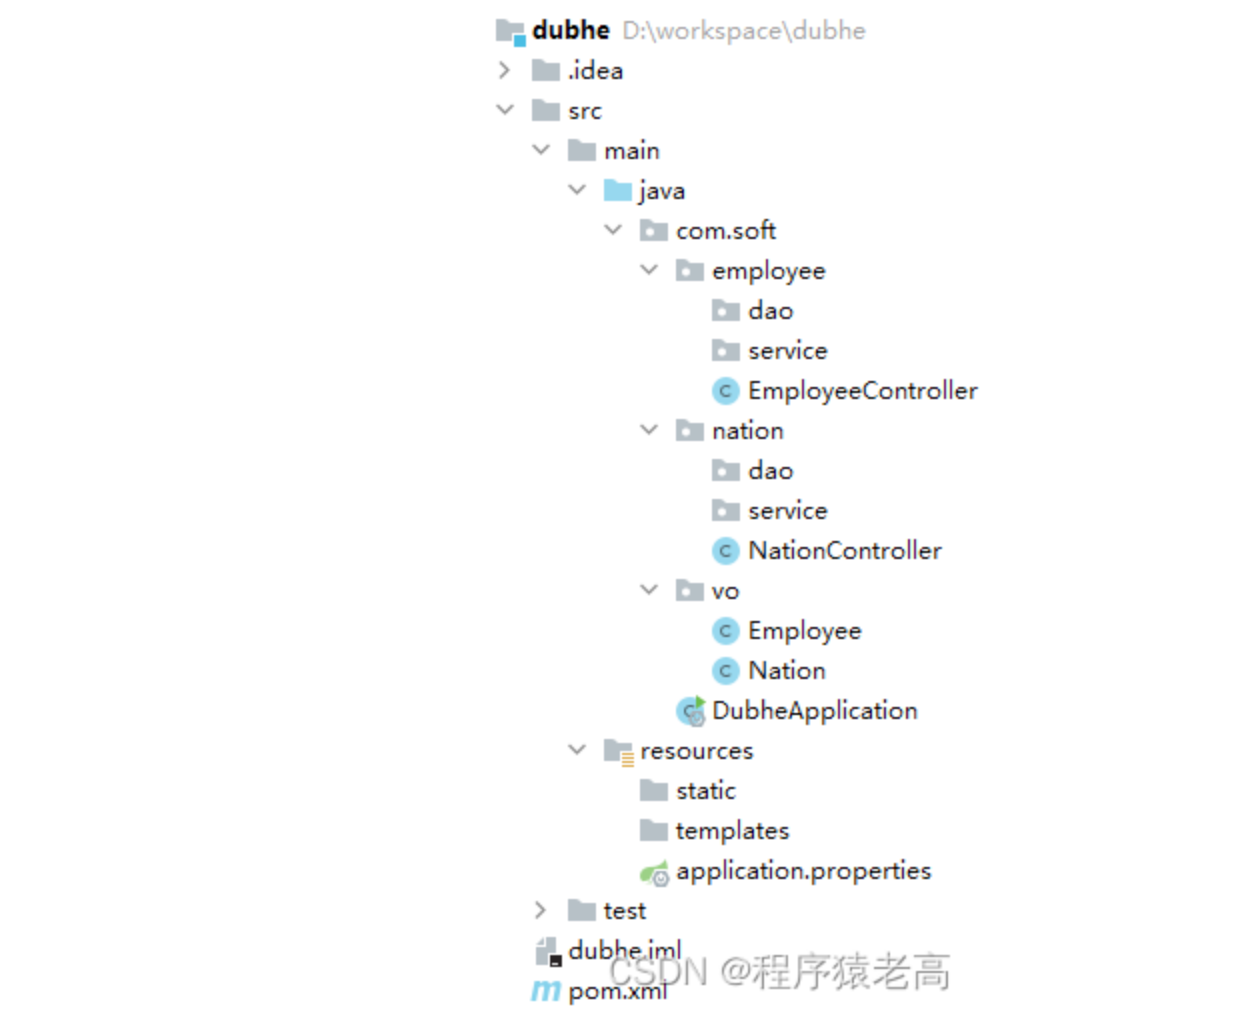 dubhe D:\workspace\dubhe
.idea
src
main
java
com.soft
employee
dao
service
EmployeeController
nation
dao
service
NationController
vo
Employee
Nation
DubheApplication
resources
static
templates
application.properties
test
dubhe.iml
CSDN @程序猿老高
pom.xml